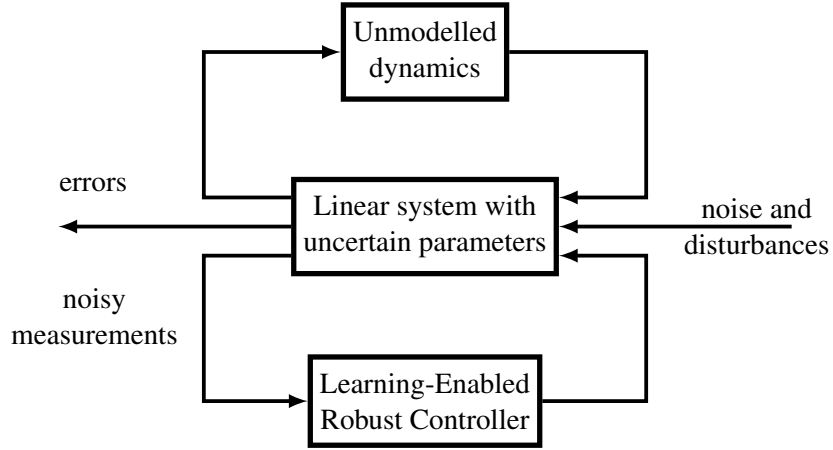 Unmodelled
dynamics
errors
Linear system with
uncertain parameters
noise and
disturbances
noisy
measurements
Learning-Enabled
Robust Controller